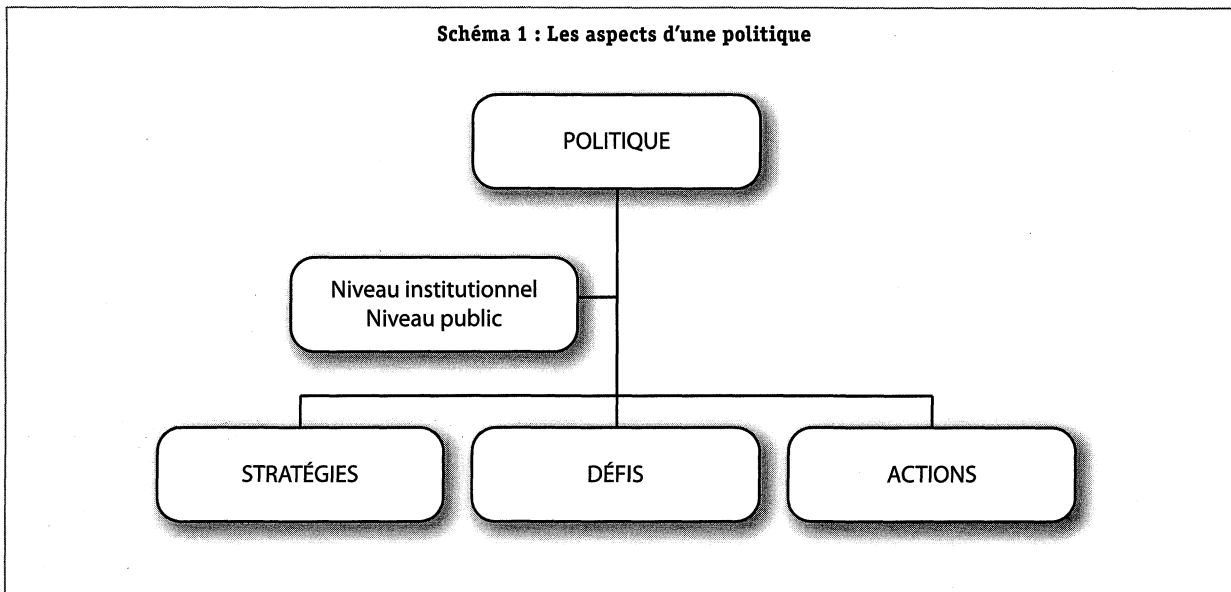 Schéma 1 : Les aspects d'une politique
POLITIQUE
Niveau institutionnel
Niveau public
STRATÉGIES
DÉFIS
ACTIONS